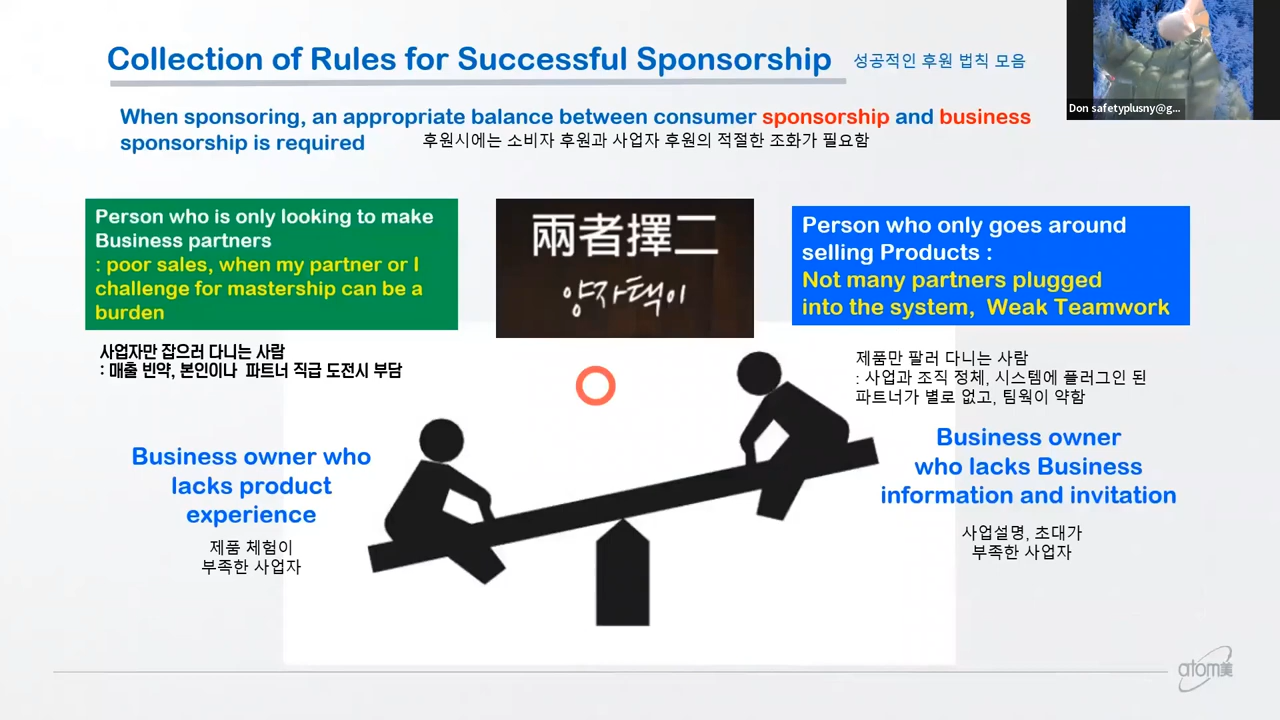 Collection of Rules for Successful Sponsorship 성공적인 후원 법칙 모음
Don safetyplusny@g...
When sponsoring, an appropriate balance between consumer sponsorship and business
sponsorship is required 후원시에는 소비자 후원과 사업자 후원의 적절한 조화가 필요함
Person who is only looking to make
Business partners
: poor sales, when my partner or I
challenge for mastership can be a
burden
兩者擇二
양자택이
Person who only goes around
selling Products :
Not many partners plugged
into the system, Weak Teamwork
사업자만 잡으러 다니는 사람
: 매출 빈약, 본인이나 파트너 직급 도전시 부담
제품만 팔러 다니는 사람
: 사업과 조직 정체, 시스템에 플러그인 된
파트너가 별로 없고, 팀웍이 약함
Business owner who
lacks product
experience
제품 체험이
부족한 사업자
Business owner
who lacks Business
information and invitation
사업설명, 초대가
부족한 사업자
atom美